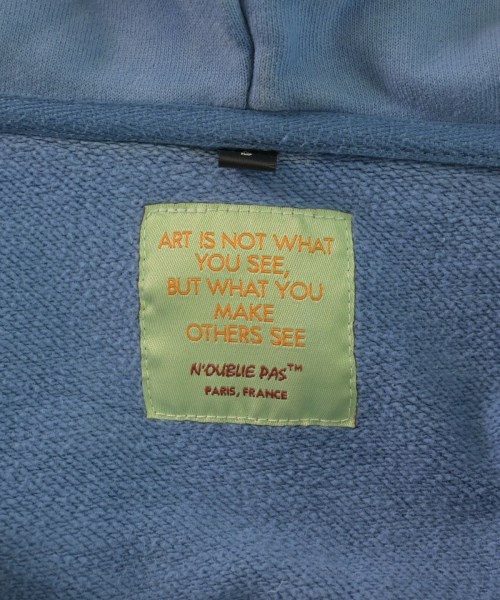 ART IS NOT WHAT
YOU SEE,
BUT WHAT YOU
MAKE
OTHERS SEE
N'OUBLIE PAS™
PARIS, FRANCE